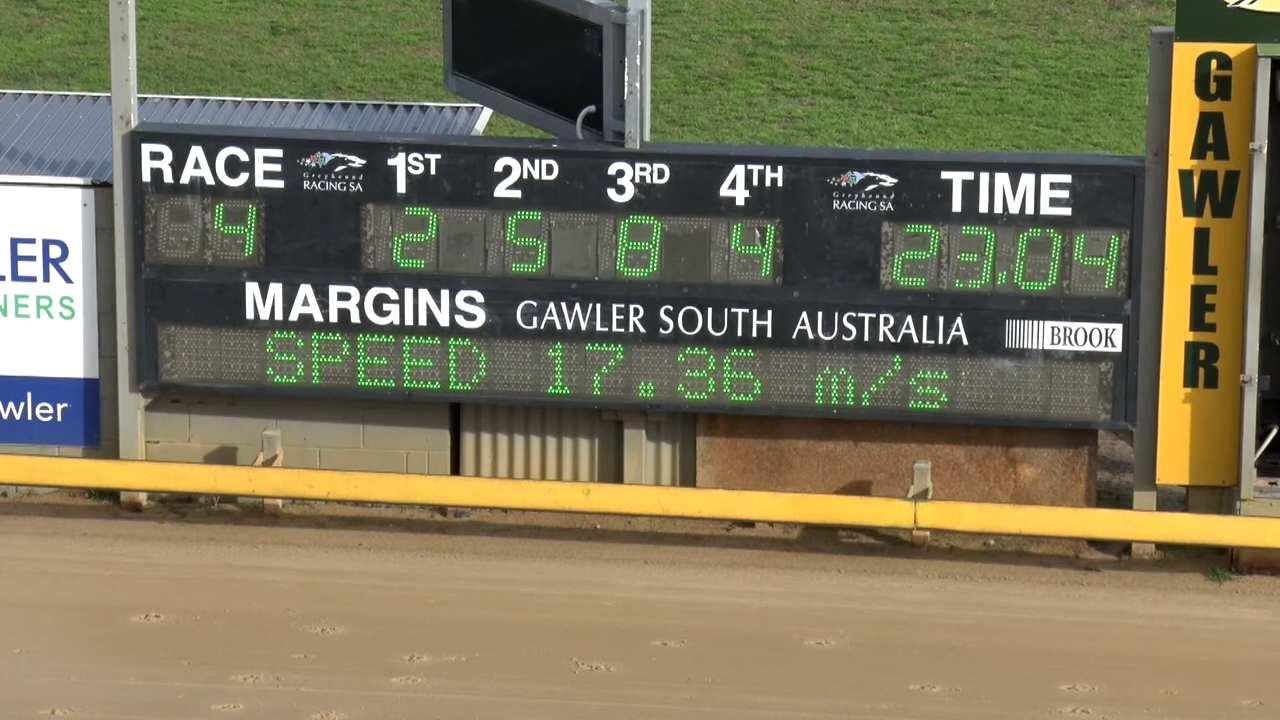 RACE Greyhound RACING SA 1ST 2ND 3RD 4TH Greyhound RACING SA TIME
4 2 5 8 4 23.04
MARGINS GAWLER SOUTH AUSTRALIA BROOK
SPEED 17.36 m/s
LER
NERS
wler
GAWLER